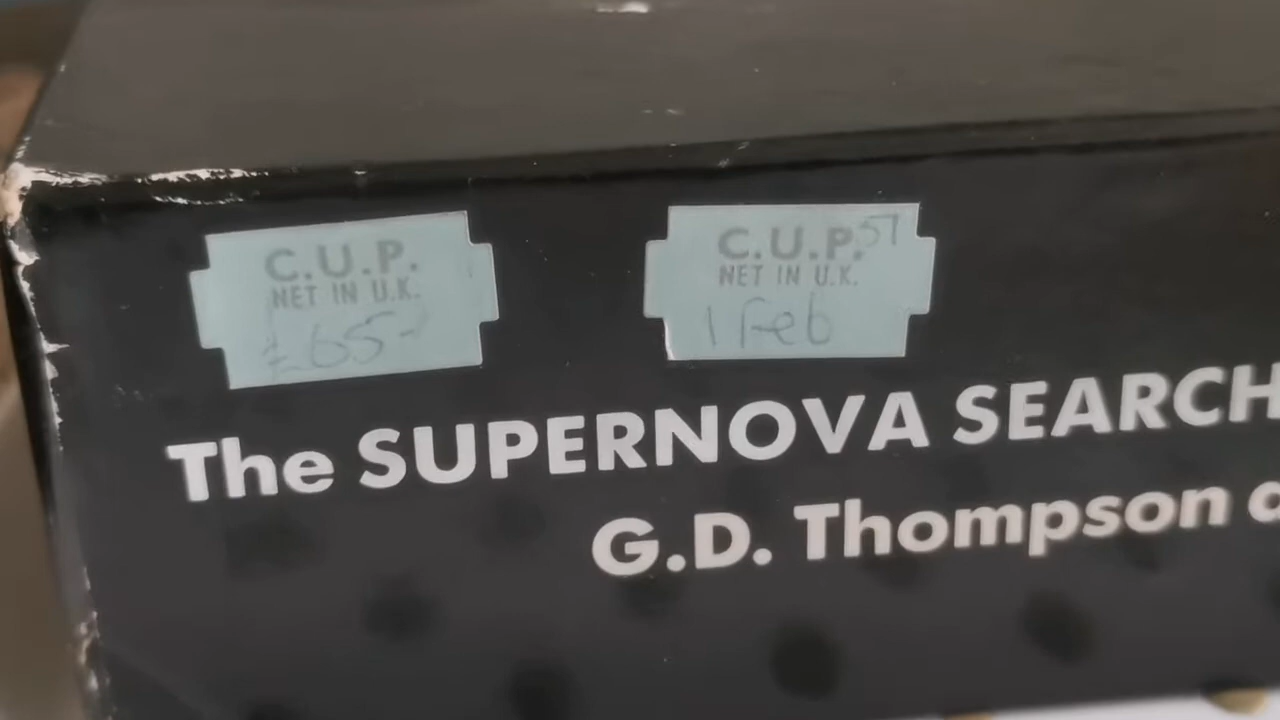 C.U.P.
NET IN U.K.
£65-
C.U.P. 57
NET IN U.K.
1 Feb
The SUPERNOVA SEARCH
G.D. Thompson